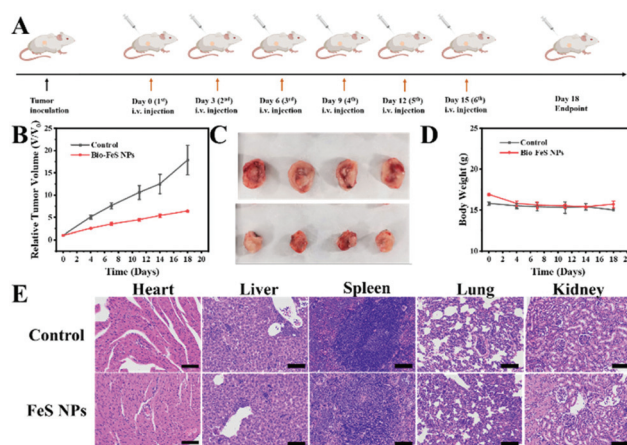 A
Tumor inoculation
Day 0 (1st) i.v. injection
Day 3 (2nd) i.v. injection
Day 6 (3rd) i.v. injection
Day 9 (4th) i.v. injection
Day 12 (5th) i.v. injection
Day 15 (6th) i.v. injection
Day 18 Endpoint
B
Relative Tumor Volume (V/V0)
Control
Bio-FeS NPs
20
15
10
5
0
0 2 4 6 8 10 12 14 16 18 20
Time (Days)
C
D
Body Weight (g)
Control
Bio-FeS NPs
25
20
15
10
0 2 4 6 8 10 12 14 16 18 20
Time (Days)
E
Heart Liver Spleen Lung Kidney
Control
FeS NPs